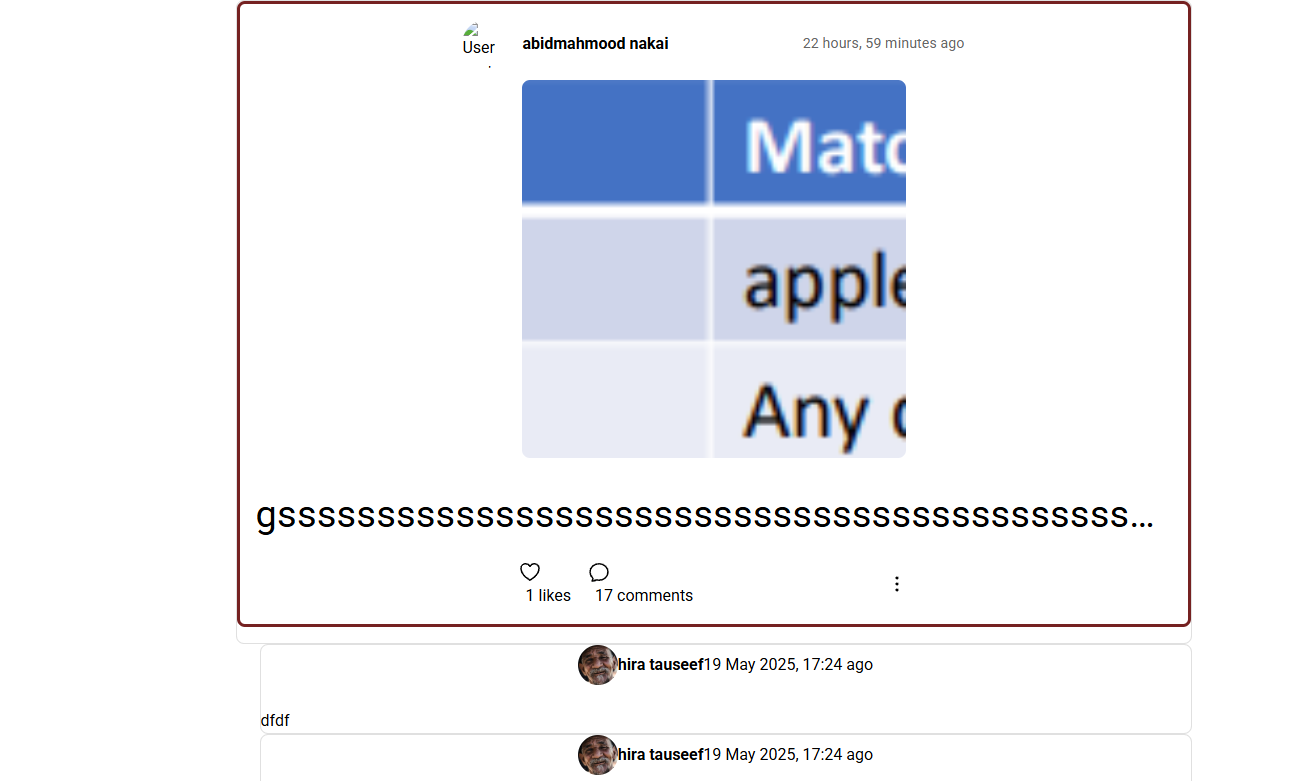 User
abidmahmood nakai
22 hours, 59 minutes ago
Matc
apple
Any
gsssssssssssssssssssssssssssssssssssssssssss...
1 likes 17 comments
hira tauseef19 May 2025, 17:24 ago
dfdf
hira tauseef19 May 2025, 17:24 ago